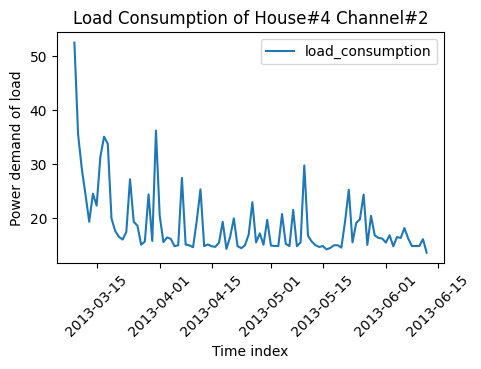 Load Consumption of House#4 Channel#2
load_consumption
Power demand of load
50
40
30
20
2013-03-15
2013-04-01
2013-04-15
2013-05-01
2013-05-15
2013-06-01
2013-06-15
Time index